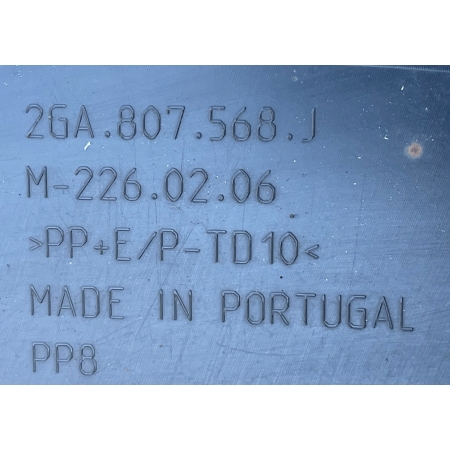 2GA.807.568.J
M-226.02.06
>PP+E/P-TD10<
MADE IN PORTUGAL
PP8